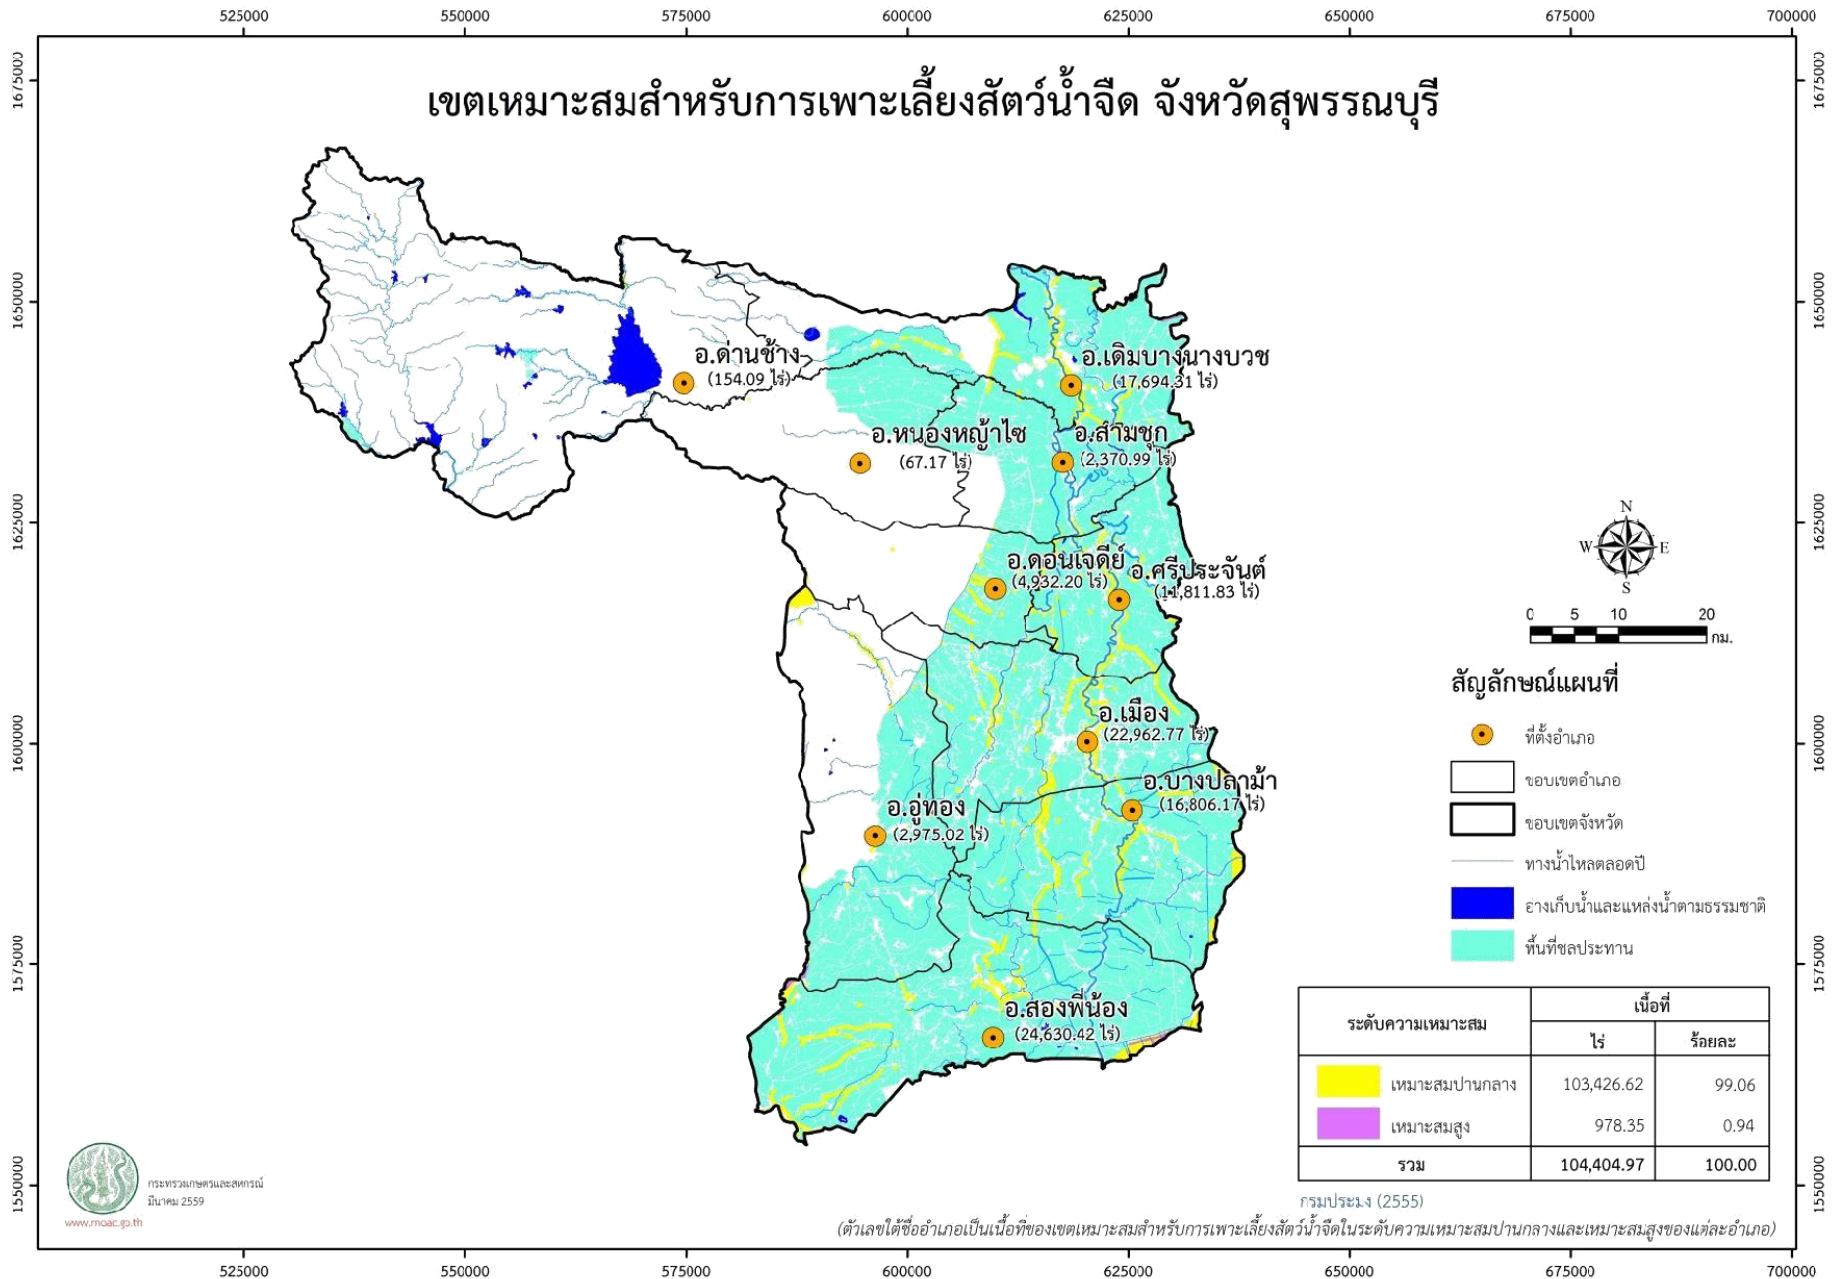 525000 550000 575000 600000 625000 650000 675000 700000
1675000 1675000
เขตเหมาะสมสำหรับการเพาะเลี้ยงสัตว์น้ำจืด จังหวัดสุพรรณบุรี
1650000 1650000
อ.ด่านช้าง
(154.09 ไร่)
อ.เดิมบางนางบวช
(17,694.31 ไร่)
อ.หนองหญ้าไซ
(67.17 ไร่)
อ.สามชุก
(2,370.99 ไร่)
1625000 1625000
N
W E
S
อ.ดอนเจดีย์
(4,932.20 ไร่)
อ.ศรีประจันต์
(11,811.83 ไร่)
0 5 10 20
กม.
สัญลักษณ์แผนที่
อ.เมือง
(22,962.77 ไร่)
ที่ตั้งอำเภอ
1600000 1600000
อ.บางปลาม้า
(16,806.17 ไร่)
ขอบเขตอำเภอ
อ.อู่ทอง
(2,975.02 ไร่)
ขอบเขตจังหวัด
ทางน้ำไหลตลอดปี
อ่างเก็บน้ำและแหล่งน้ำตามธรรมชาติ
พื้นที่ชลประทาน
1575000 1575000
อ.สองพี่น้อง
(24,630.42 ไร่)
ระดับความเหมาะสม เนื้อที่
ไร่ ร้อยละ
เหมาะสมปานกลาง 103,426.62 99.06
เหมาะสมสูง 978.35 0.94
รวม 104,404.97 100.00
1550000 1550000
กระทรวงเกษตรและสหกรณ์
มีนาคม 2559
www.moac.go.th
กรมประมง (2555)
(ตัวเลขใต้ชื่ออำเภอเป็นเนื้อที่ของเขตเหมาะสมสำหรับการเพาะเลี้ยงสัตว์น้ำจืดในระดับความเหมาะสมปานกลางและเหมาะสมสูงของแต่ละอำเภอ)
525000 550000 575000 600000 625000 650000 675000 700000